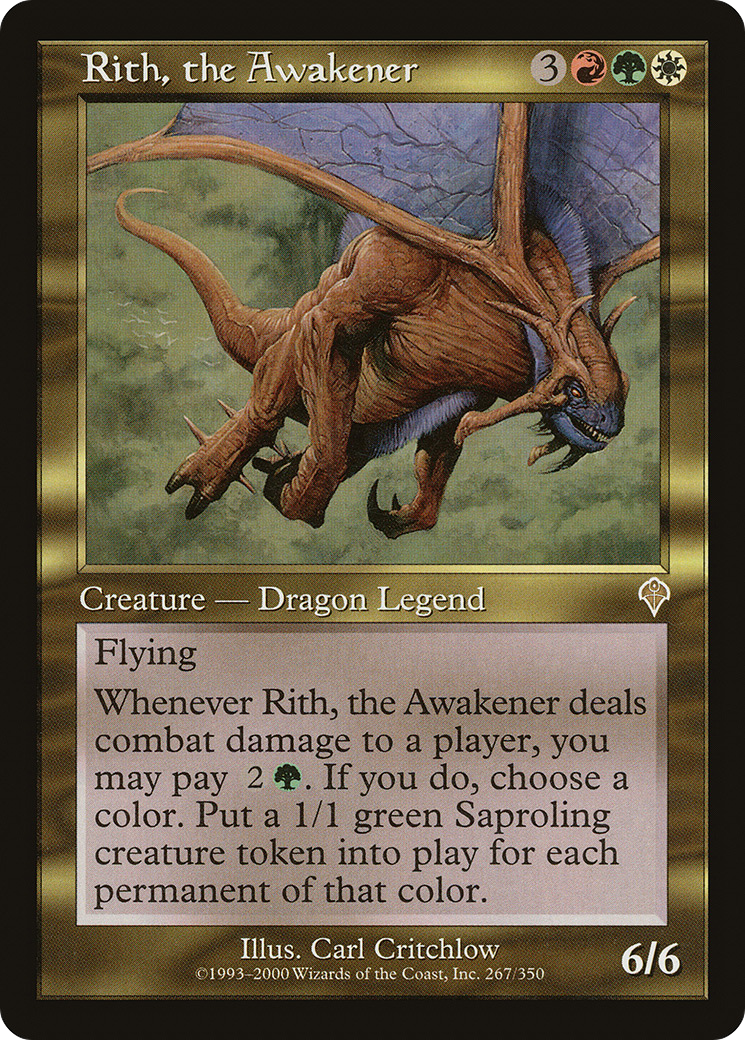 Rith, the Awakener 3
Creature — Dragon Legend
Flying
Whenever Rith, the Awakener deals
combat damage to a player, you
may pay 2 . If you do, choose a
color. Put a 1/1 green Saproling
creature token into play for each
permanent of that color.
Illus. Carl Critchlow
©1993–2000 Wizards of the Coast, Inc. 267/350
6/6